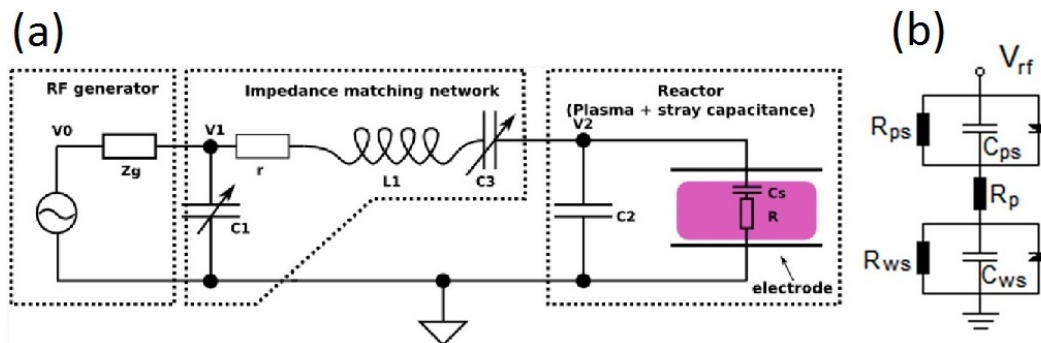 (a)
RF generator
V0
Zg
Impedance matching network
V1
r
L1
C3
C1
Reactor
(Plasma + stray capacitance)
V2
C2
Cs
R
electrode
(b)
Vrf
Rps
Cps
Rp
Rws
Cws